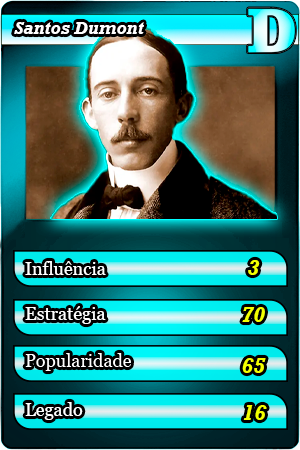 Santos Dumont D
Influência 3
Estratégia 70
Popularidade 65
Legado 16